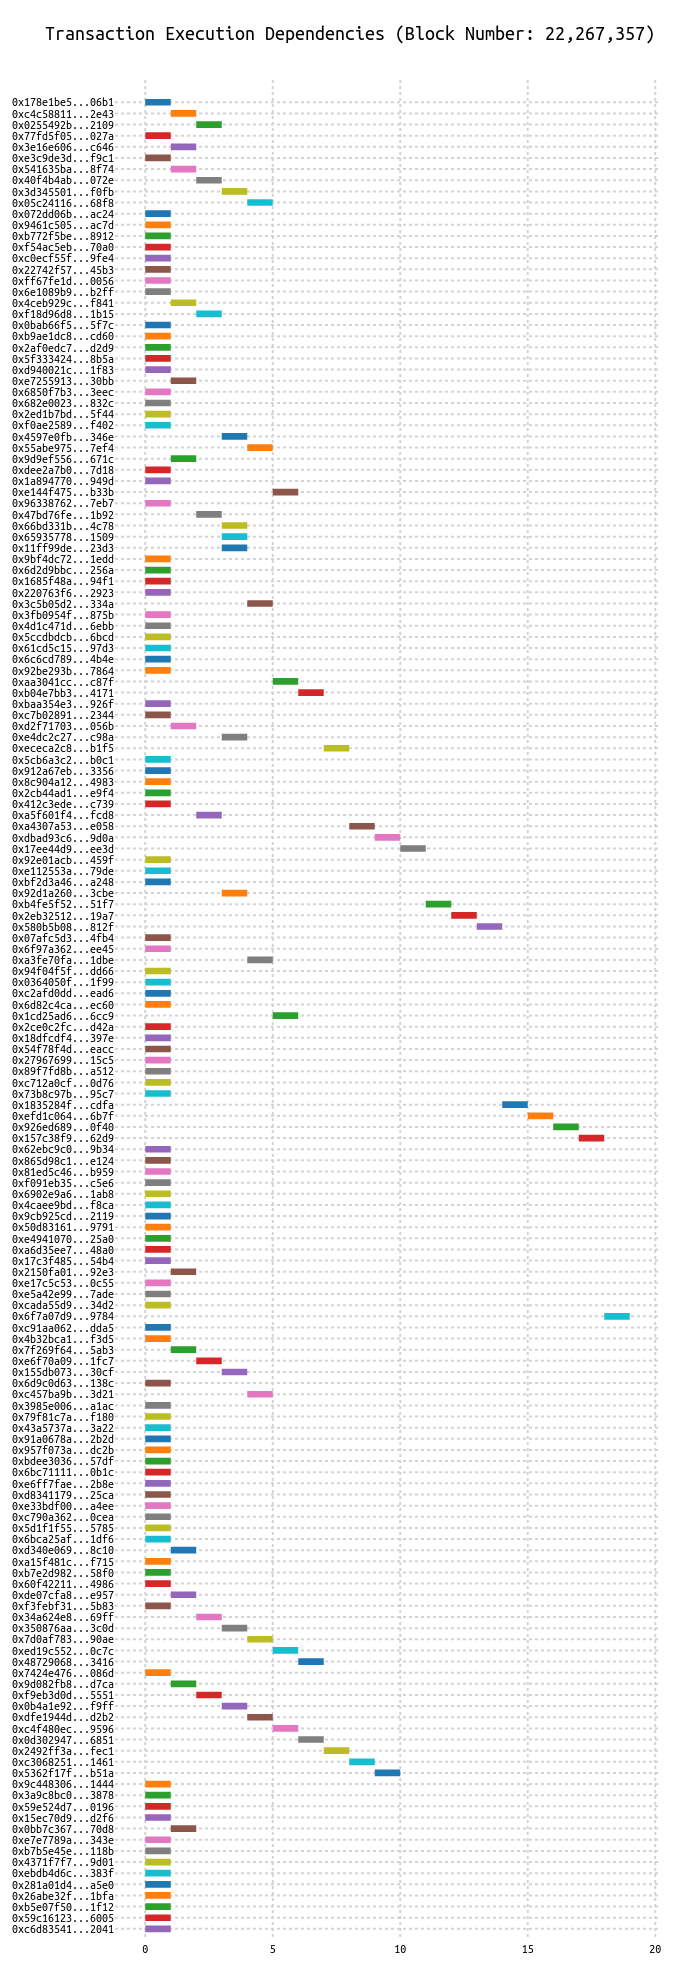 Transaction Execution Dependencies (Block Number: 22,267,357)
0x178e1be5...06b1
0xc4c58811...2e43
0x0255492b...2109
0x77fd5f05...027a
0x3e16e606...c646
0xe3c9de3d...f9c1
0x541635ba...8f74
0x40f4b4ab...072e
0x3d345501...f0fb
0x05c24116...68f8
0x072dd06b...ac24
0x9461c505...ac7d
0xb772f5be...8912
0xf54ac5eb...70a0
0xc0ecf55f...9fe4
0x22742f57...45b3
0xff67fe1d...0056
0x6e1089b9...b2ff
0x4ceb929c...f841
0xf18d96d8...1b15
0x0bab66f5...5f7c
0xb9ae1dc8...cd60
0x2af0edc7...d2d9
0x5f333424...8b5a
0xd940021c...1f83
0xe7255913...30bb
0x6850f7b3...3eec
0x682e0023...832c
0x2ed1b7bd...5f44
0xf0ae2589...f402
0x4597e0fb...346e
0x55abe975...7ef4
0x9d9ef556...671c
0xdee2a7b0...7d18
0x1a894770...949d
0xe144f475...b33b
0x96338762...7eb7
0x47bd76fe...1b92
0x66bd331b...4c78
0x65935778...1509
0x11ff99de...23d3
0x9bf4dc72...1edd
0x6d2d9bbc...256a
0x1685f48a...94f1
0x220763f6...2923
0x3c5b05d2...334a
0x3fb0954f...875b
0x4d1c471d...6ebb
0x5ccdbdcb...6bcd
0x61cd5c15...97d3
0x6c6cd789...4b4e
0x92be293b...7864
0xaa3041cc...c87f
0xb04e7bb3...4171
0xbaa354e3...926f
0xc7b02891...2344
0xd2f71703...056b
0xe4dc2c27...c98a
0xececa2c8...b1f5
0x5cb6a3c2...b0c1
0x912a67eb...3356
0x8c904a12...4983
0x2cb44ad1...e9f4
0x412c3ede...c739
0xa5f601f4...fcd8
0xa4307a53...e058
0xdbad93c6...9d0a
0x17ee44d9...ee3d
0x92e01acb...459f
0xe112553a...79de
0xbf2d3a46...a248
0x92d1a260...3cbe
0xb4fe5f52...51f7
0x2eb32512...19a7
0x580b5b08...812f
0x07afc5d3...4fb4
0x6f97a362...ee45
0xa3fe70fa...1dbe
0x94f04f5f...dd66
0x0364050f...1f99
0xc2afd0dd...ead6
0x6d82c4ca...ec60
0x1cd25ad6...6cc9
0x2ce0c2fc...d42a
0x18dfcdf4...397e
0x54f78f4d...eacc
0x27967699...15c5
0x89f7fd8b...a512
0xc712a0cf...0d76
0x73b8c97b...95c7
0x1835284f...cdfa
0xefd1c064...6b7f
0x926ed689...0f40
0x157c38f9...62d9
0x62ebc9c0...9b34
0x865d98c1...e124
0x81ed5c46...b959
0xf091eb35...c5e6
0x6902e9a6...1ab8
0x4caee9bd...f8ca
0x9cb925cd...2119
0x50d83161...9791
0xe4941070...25a0
0xa6d35ee7...48a0
0x17c3f485...54b4
0x2150fa01...92e3
0xe17c5c53...0c55
0xe5a42e99...7ade
0xcada55d9...34d2
0x6f7a07d9...9784
0xc91aa062...dda5
0x4b32bca1...f3d5
0x7f269f64...5ab3
0xe6f70a09...1fc7
0x155db073...30cf
0x6d9c0d63...138c
0xc457ba9b...3d21
0x3985e006...a1ac
0x79f81c7a...f180
0x43a5737a...3a22
0x91a0678a...2b2d
0x957f073a...dc2b
0xbdee3036...57df
0x6bc71111...0b1c
0xe6ff7fae...2b8e
0xd8341179...25ca
0xe33bdf00...a4ee
0xc790a362...0cea
0x5d1f1f55...5785
0x6bca25af...1df6
0xd340e069...8c10
0xa15f481c...f715
0xb7e2d982...58f0
0x60f42211...4986
0xde07cfa8...e957
0xf3febf31...5b83
0x34a624e8...69ff
0x350876aa...3c0d
0x7d0af783...90ae
0xed19c552...0c7c
0x48729068...3416
0x7424e476...086d
0x9d082fb8...d7ca
0xf9eb3d0d...5551
0x0b4a1e92...f9ff
0xdfe1944d...d2b2
0xc4f480ec...9596
0x0d302947...6851
0x2492ff3a...fec1
0xc3068251...1461
0x5362f17f...b51a
0x9c448306...1444
0x3a9c8bc0...3878
0x59e524d7...0196
0x15ec70d9...d2f6
0x0bb7c367...70d8
0xe7e7789a...343e
0xb7b5e45e...118b
0x4371f7f7...9d01
0xebdb4d6c...383f
0x281a01d4...a5e0
0x26abe32f...1bfa
0xb5e07f50...1f12
0x59c16123...6005
0xc6d83541...2041
0 5 10 15 20